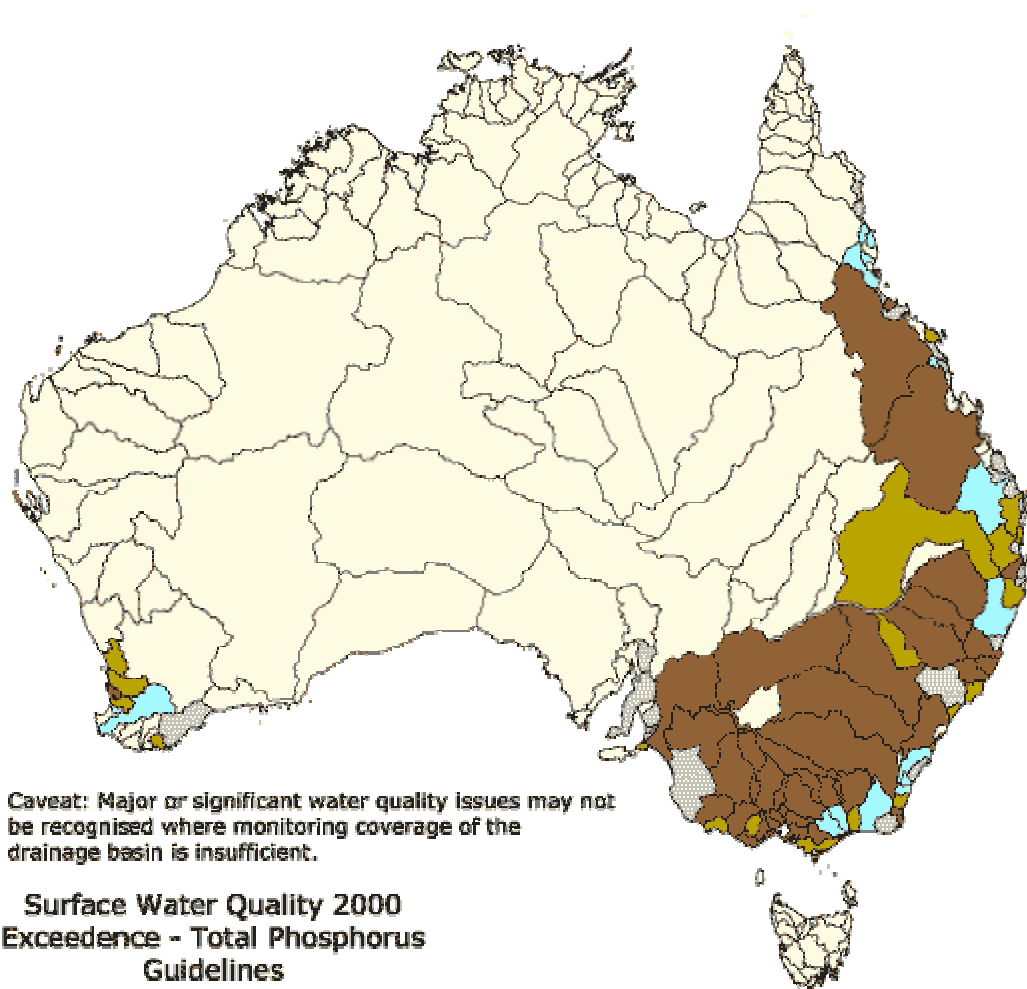 Caveat: Major or significant water quality issues may not
be recognised where monitoring coverage of the
drainage basin is insufficient.
Surface Water Quality 2000
Exceedence - Total Phosphorus
Guidelines